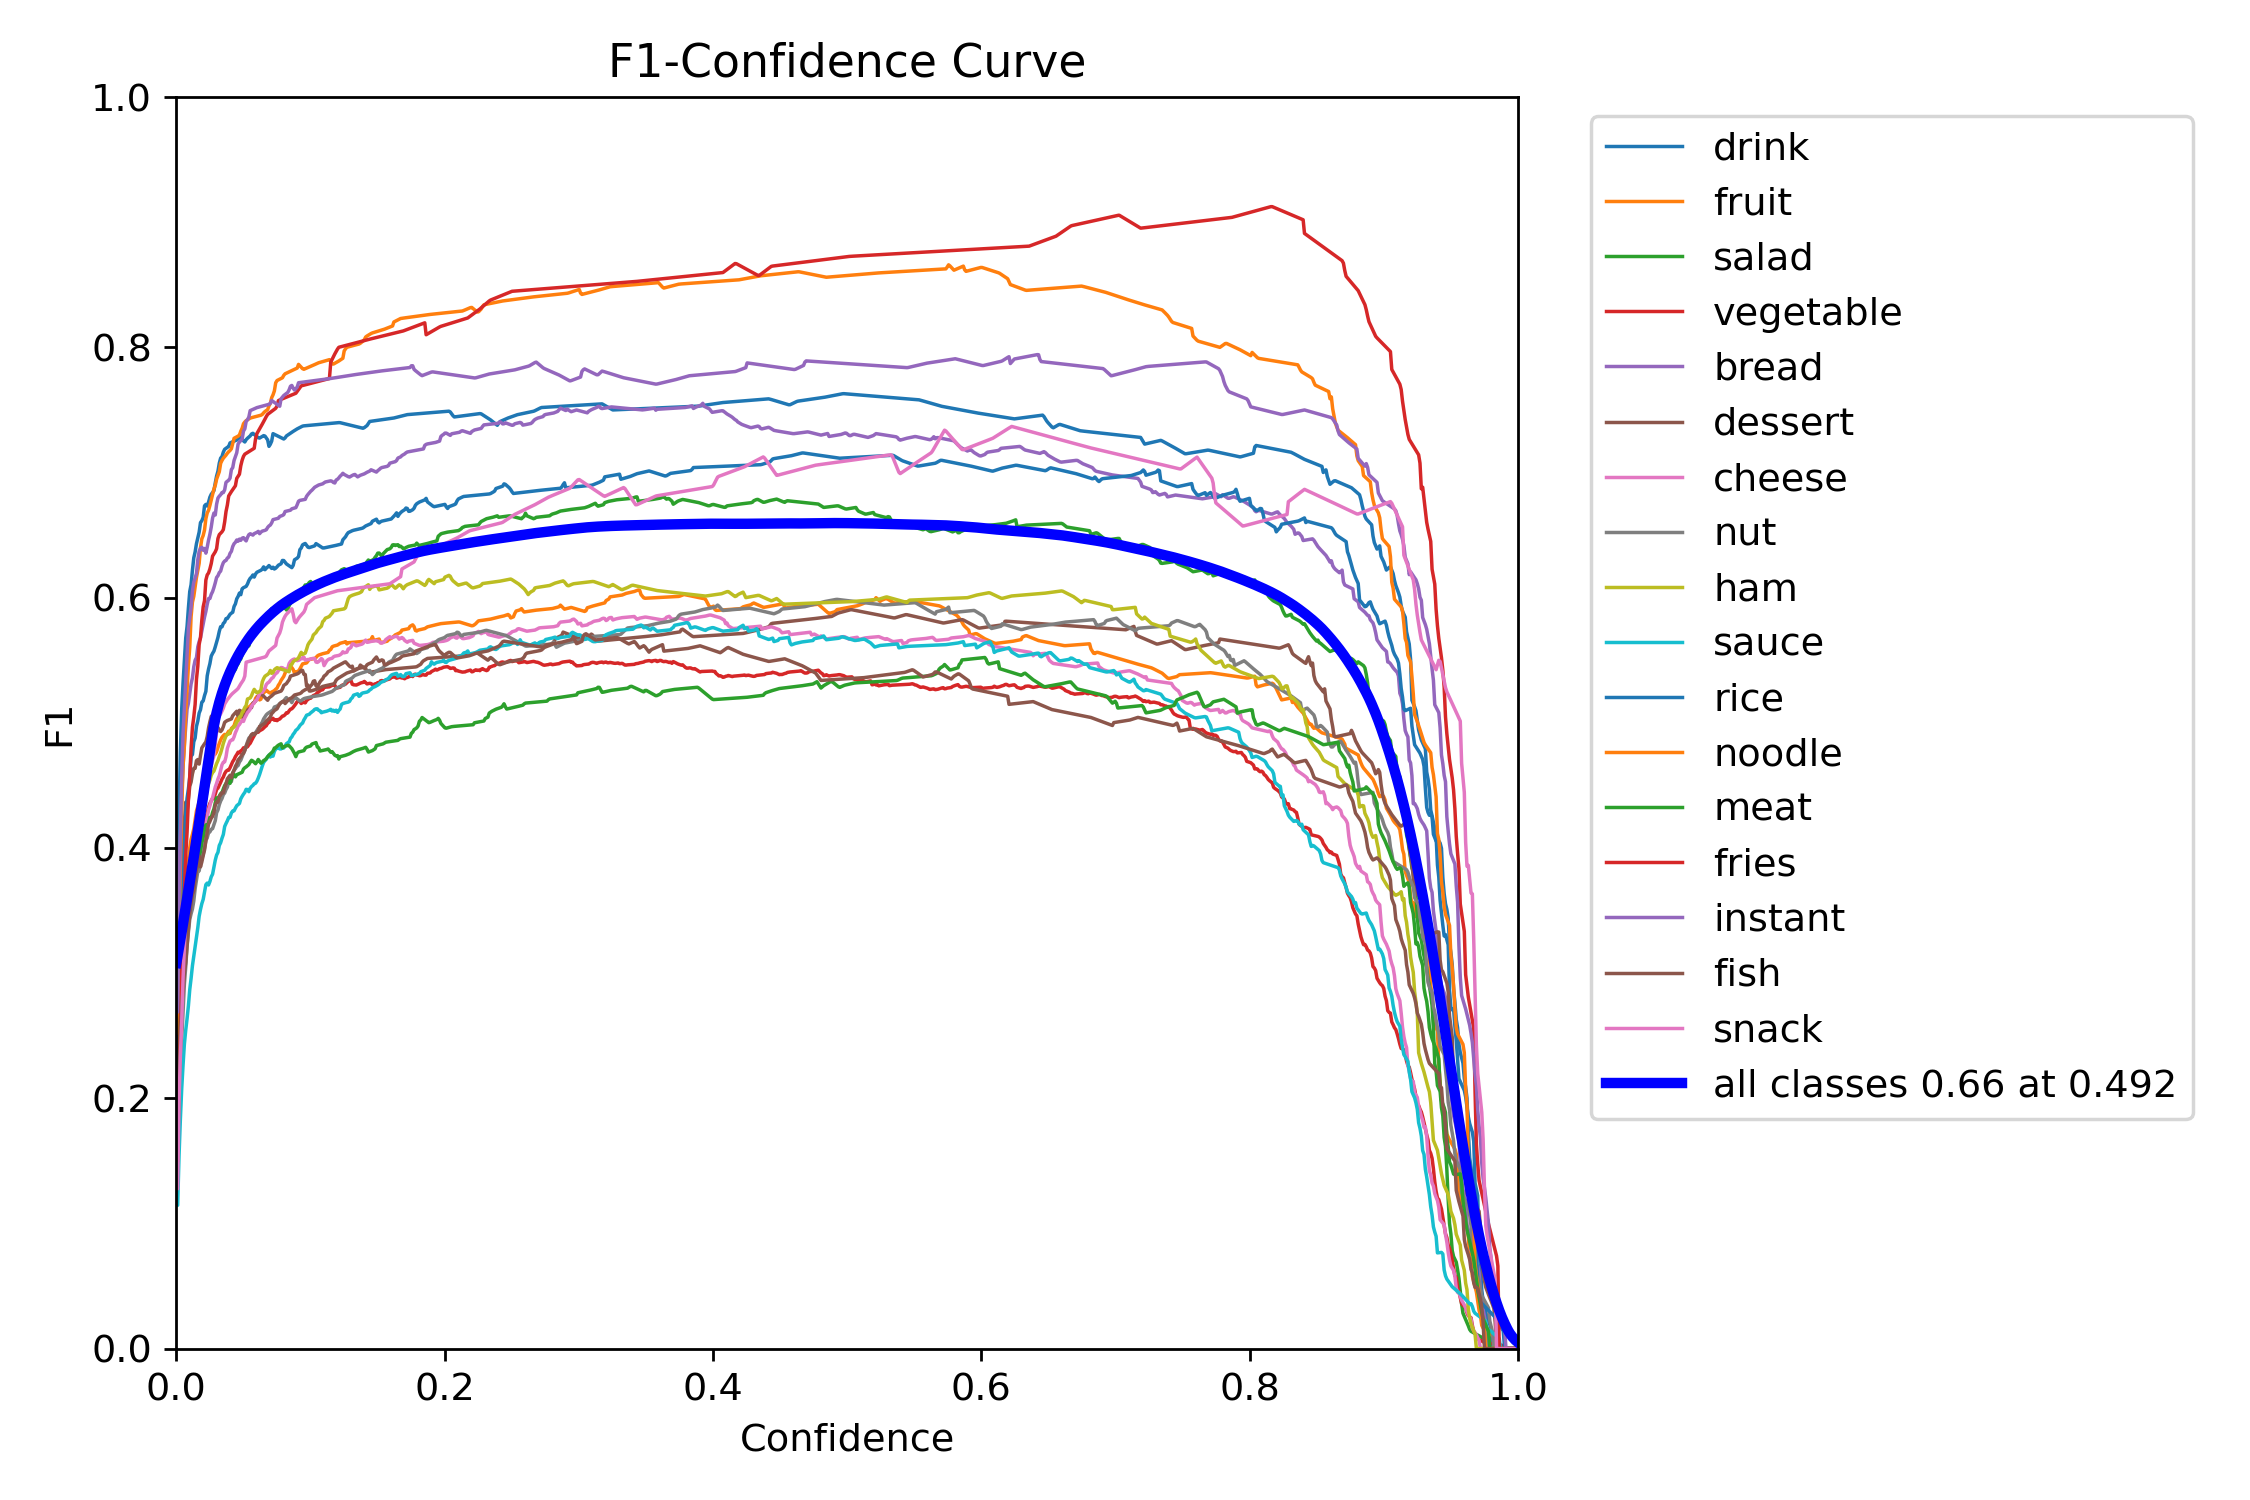 F1-Confidence Curve
1.0
0.8
0.6
0.4
0.2
0.0
F1
0.0 0.2 0.4 0.6 0.8 1.0
Confidence
drink
fruit
salad
vegetable
bread
dessert
cheese
nut
ham
sauce
rice
noodle
meat
fries
instant
fish
snack
all classes 0.66 at 0.492